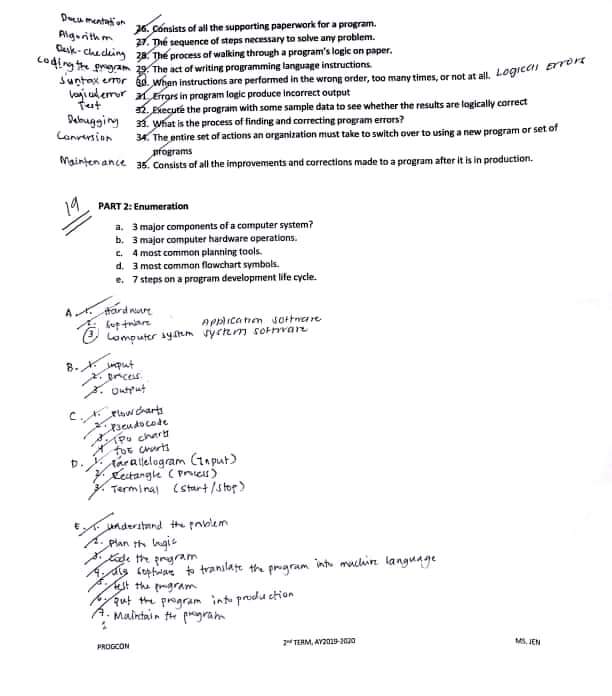 Documentation 26. Consists of all the supporting paperwork for a program.
Algorithm 27. The sequence of steps necessary to solve any problem.
Desk-checking 28. The process of walking through a program's logic on paper.
coding the program 29. The act of writing programming language instructions.
Suntax error 30. When instructions are performed in the wrong order, too many times, or not at all. Logical Errors
logical error 31. Errors in program logic produce incorrect output
Test 32. Execute the program with some sample data to see whether the results are logically correct
Debugging 33. What is the process of finding and correcting program errors?
Conversion 34. The entire set of actions an organization must take to switch over to using a new program or set of
programs
Maintenance 35. Consists of all the improvements and corrections made to a program after it is in production.
19 PART 2: Enumeration
a. 3 major components of a computer system?
b. 3 major computer hardware operations.
c. 4 most common planning tools.
d. 3 most common flowchart symbols.
e. 7 steps on a program development life cycle.
A. 1. Hardware
2. Software Application software
3. Computer system system software
B. 1. input
2. process
3. Output
C. 1. Flowcharts
2. Pseudocode
3. IPO charts
4 TOE charts
D. 1. Parallelogram (Input)
2. Rectangle (Process)
3. Terminal (start/stop)
E. 1. understand the problem
2. Plan the logic
3. Code the program
4. Use software to translate the program into machine language
5. test the program
6. put the program into production
7. Maintain the program
PROGCON 2nd TERM, AY2019-2020 MS. JEN